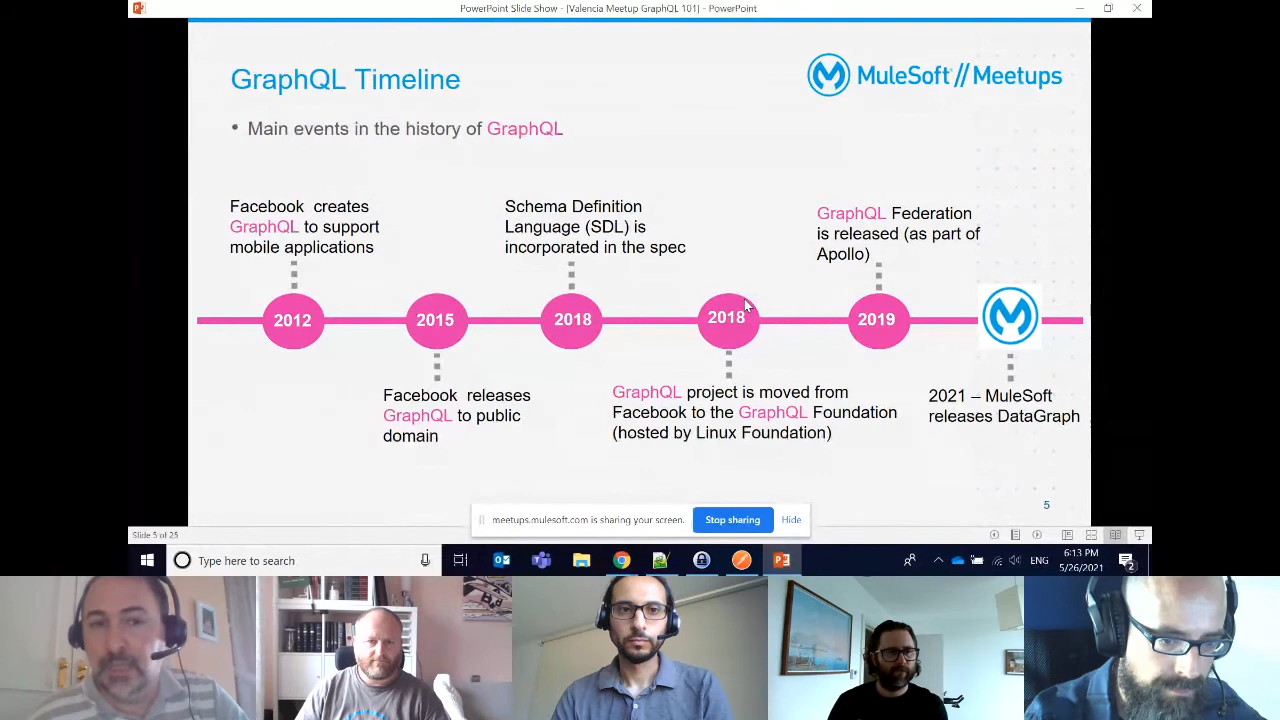 PowerPoint Slide Show - [Valencia Meetup GraphQL 101] - PowerPoint
GraphQL Timeline
MuleSoft // Meetups
• Main events in the history of GraphQL
Facebook creates
GraphQL to support
mobile applications
Schema Definition
Language (SDL) is
incorporated in the spec
GraphQL Federation
is released (as part of
Apollo)
2012
2015
2018
2018
2019
Facebook releases
GraphQL to public
domain
GraphQL project is moved from
Facebook to the GraphQL Foundation
(hosted by Linux Foundation)
2021 – MuleSoft
releases DataGraph
5
meetups.mulesoft.com is sharing your screen.
Stop sharing
Hide
Slide 5 of 25
Type here to search
ENG
6:13 PM
5/26/2021
2